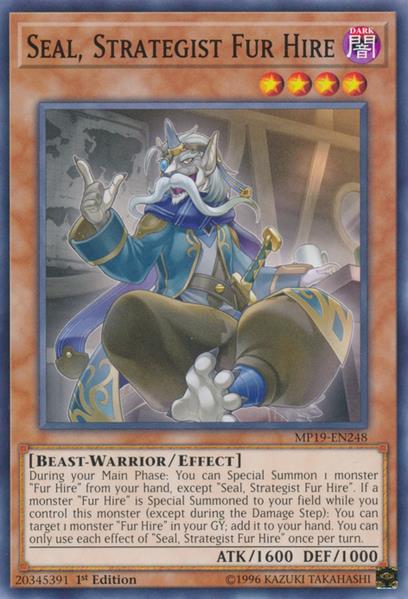 SEAL, STRATEGIST FUR HIRE
DARK
闇
MP19-EN248
[BEAST-WARRIOR/EFFECT]
During your Main Phase: You can Special Summon 1 monster
"Fur Hire" from your hand, except "Seal, Strategist Fur Hire". If a
monster "Fur Hire" is Special Summoned to your field while you
control this monster (except during the Damage Step): You can
target 1 monster "Fur Hire" in your GY; add it to your hand. You can
only use each effect of "Seal, Strategist Fur Hire" once per turn.
ATK/1600 DEF/1000
20345391 1st Edition ©1996 KAZUKI TAKAHASHI